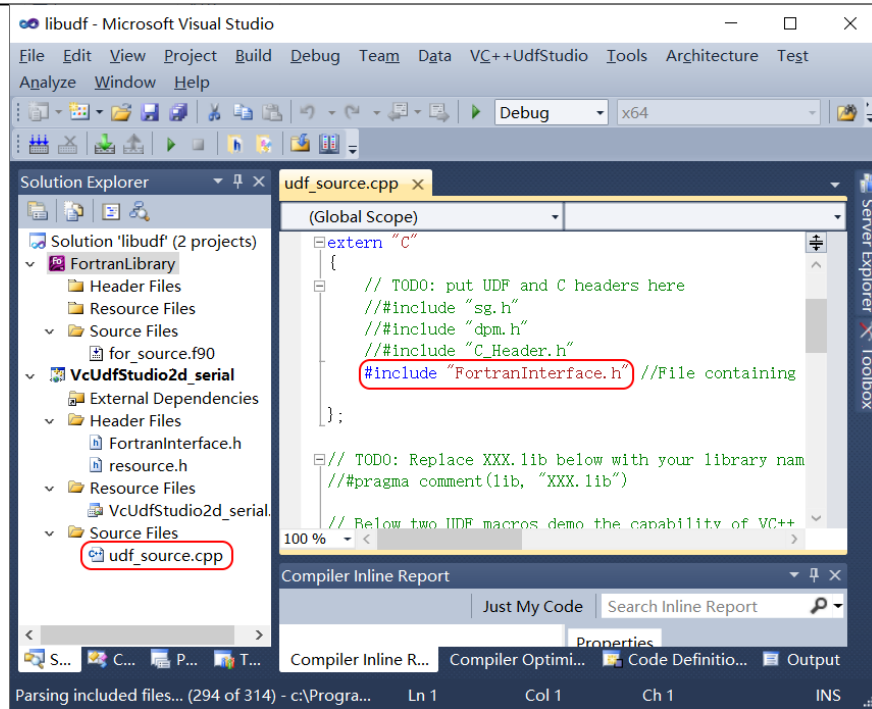 libudf - Microsoft Visual Studio
File Edit View Project Build Debug Team Data VC++UdfStudio Tools Architecture Test
Analyze Window Help
Debug x64
Solution Explorer
Solution 'libudf' (2 projects)
FortranLibrary
Header Files
Resource Files
Source Files
for_source.f90
VcUdfStudio2d_serial
External Dependencies
Header Files
FortranInterface.h
resource.h
Resource Files
VcUdfStudio2d_serial.
Source Files
udf_source.cpp
S... C... P... T...
udf_source.cpp
(Global Scope)
extern "C"
{
// TODO: put UDF and C headers here
//#include "sg.h"
//#include "dpm.h"
//#include "C_Header.h"
#include "FortranInterface.h" //File containing
};
// TODO: Replace XXX.lib below with your library nam
//#pragma comment(lib, "XXX.lib")
// Below two UDF macros demo the capability of VC++
100 %
Compiler Inline Report
Just My Code Search Inline Report
Properties
Compiler Inline R... Compiler Optimi... Code Definitio... Output
Server Explorer
Toolbox
Parsing included files... (294 of 314) - c:\Progra... Ln 1 Col 1 Ch 1 INS